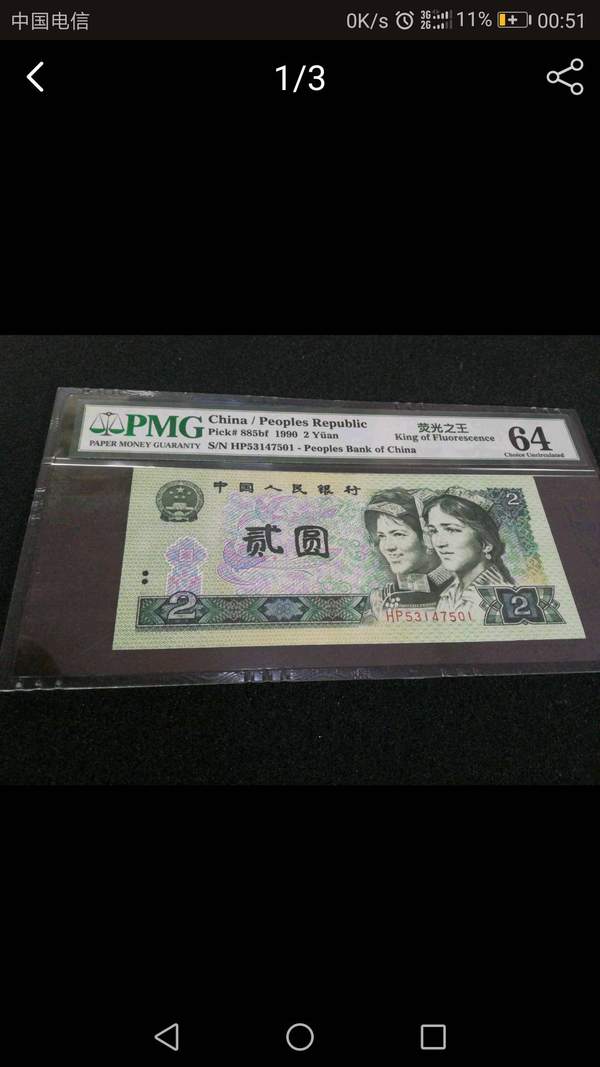 中国电信 0K/s 3G 2G 11% 00:51
1/3
PMG
PAPER MONEY GUARANTY
China / Peoples Republic
Pick# 885bf 1990 2 Yüan
S/N HP53147501 - Peoples Bank of China
荧光之王
King of Fluorescence
64
Choice Uncirculated
中国人民银行
贰圆
2
2
2
HP53147501